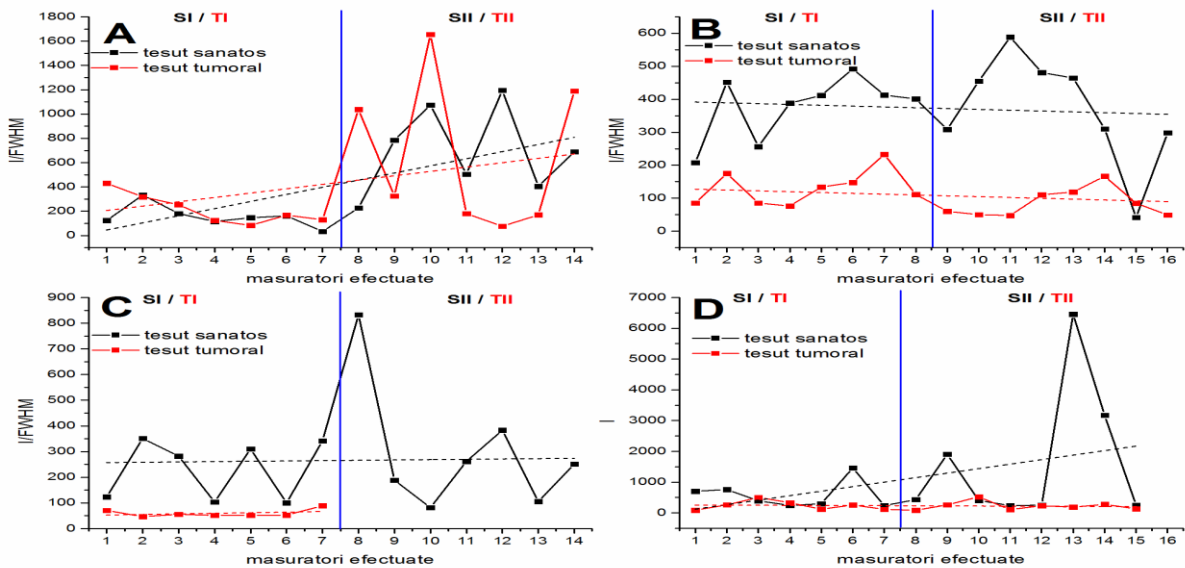 A
SI / TI
SII / TII
tesut sanatos
tesut tumoral
I/FWHM
1800
1600
1400
1200
1000
800
600
400
200
0
1 2 3 4 5 6 7 8 9 10 11 12 13 14
masuratori efectuate
B
SI / TI
SII / TII
tesut sanatos
tesut tumoral
I/FWHM
600
500
400
300
200
100
0
1 2 3 4 5 6 7 8 9 10 11 12 13 14 15 16
masuratori efectuate
C
SI / TI
SII / TII
tesut sanatos
tesut tumoral
I/FWHM
900
800
700
600
500
400
300
200
100
0
1 2 3 4 5 6 7 8 9 10 11 12 13 14
masuratori efectuate
D
SI / TI
SII / TII
tesut sanatos
tesut tumoral
I
7000
6000
5000
4000
3000
2000
1000
0
1 2 3 4 5 6 7 8 9 10 11 12 13 14 15 16
masuratori efectuate